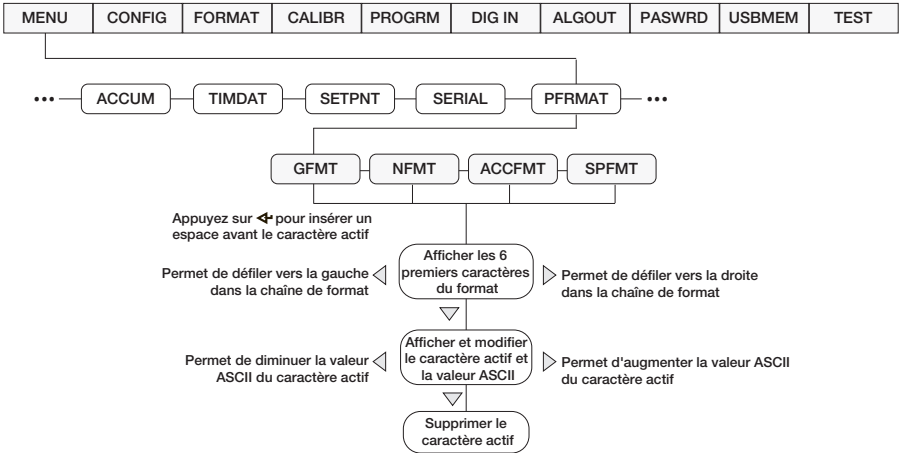 MENU CONFIG FORMAT CALIBR PROGRM DIG IN ALGOUT PASWRD USBMEM TEST
••• ACCUM TIMDAT SETPNT SERIAL PFRMAT •••
GFMT NFMT ACCFMT SPFMT
Appuyez sur pour insérer un
espace avant le caractère actif
Afficher les 6
premiers caractères
du format
Permet de défiler vers la gauche
dans la chaîne de format
Permet de défiler vers la droite
dans la chaîne de format
Afficher et modifier
le caractère actif et
la valeur ASCII
Permet de diminuer la valeur
ASCII du caractère actif
Permet d'augmenter la valeur ASCII
du caractère actif
Supprimer le
caractère actif